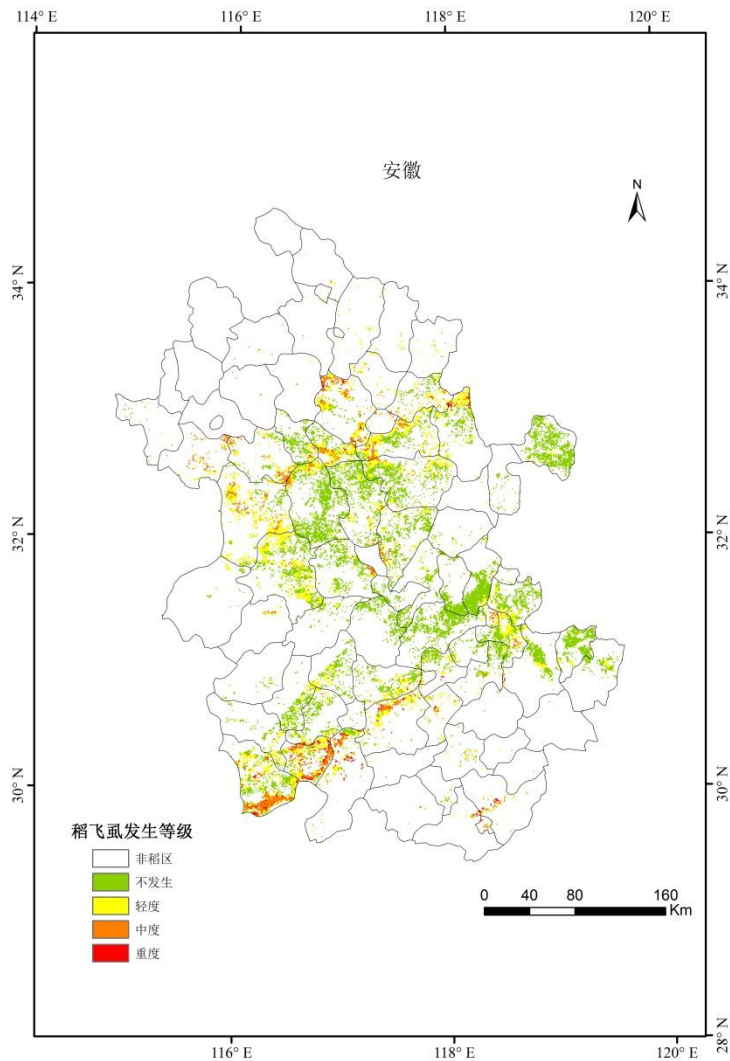 114° E 116° E 118° E 120° E
安徽
N
34° N 34° N
32° N 32° N
30° N 30° N
稻飞虱发生等级
非稻区
不发生
轻度
中度
重度
0 40 80 160
Km
28° N
116° E 118° E 120° E